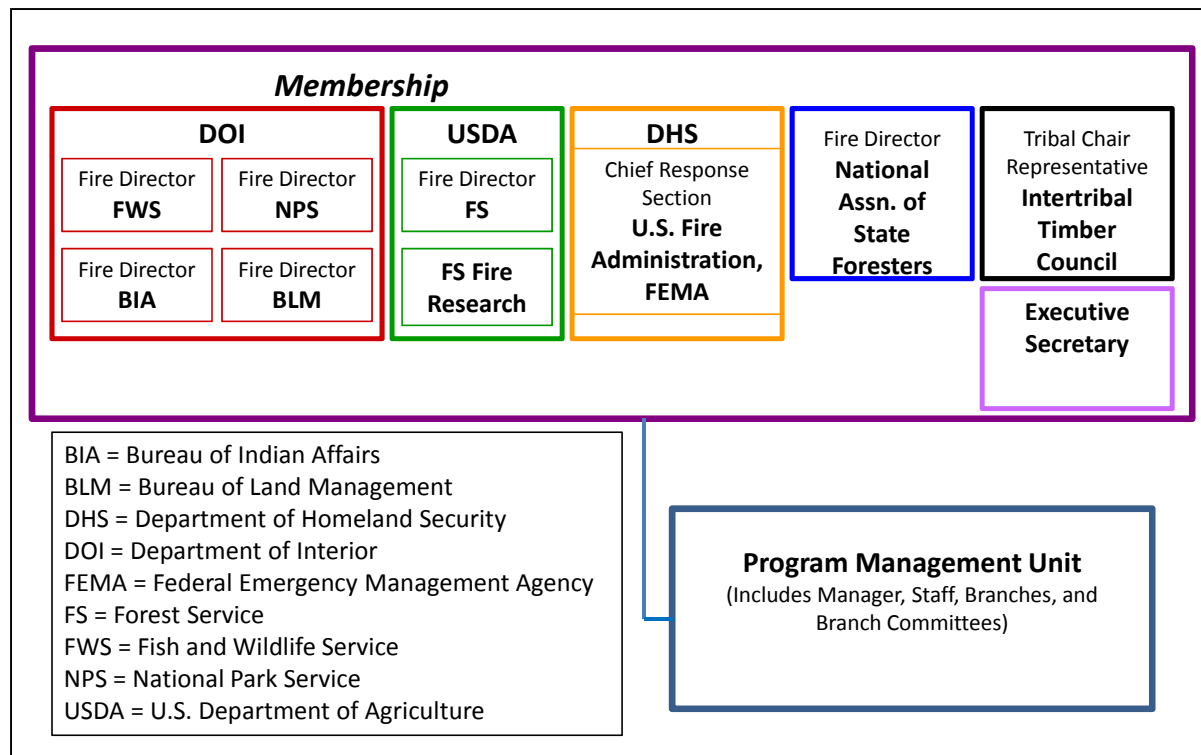 Membership
DOI
Fire Director
FWS
Fire Director
NPS
Fire Director
BIA
Fire Director
BLM
USDA
Fire Director
FS
FS Fire
Research
DHS
Chief Response
Section
U.S. Fire
Administration,
FEMA
Fire Director
National
Assn. of
State
Foresters
Tribal Chair
Representative
Intertribal
Timber
Council
Executive
Secretary
BIA = Bureau of Indian Affairs
BLM = Bureau of Land Management
DHS = Department of Homeland Security
DOI = Department of Interior
FEMA = Federal Emergency Management Agency
FS = Forest Service
FWS = Fish and Wildlife Service
NPS = National Park Service
USDA = U.S. Department of Agriculture
Program Management Unit
(Includes Manager, Staff, Branches, and
Branch Committees)